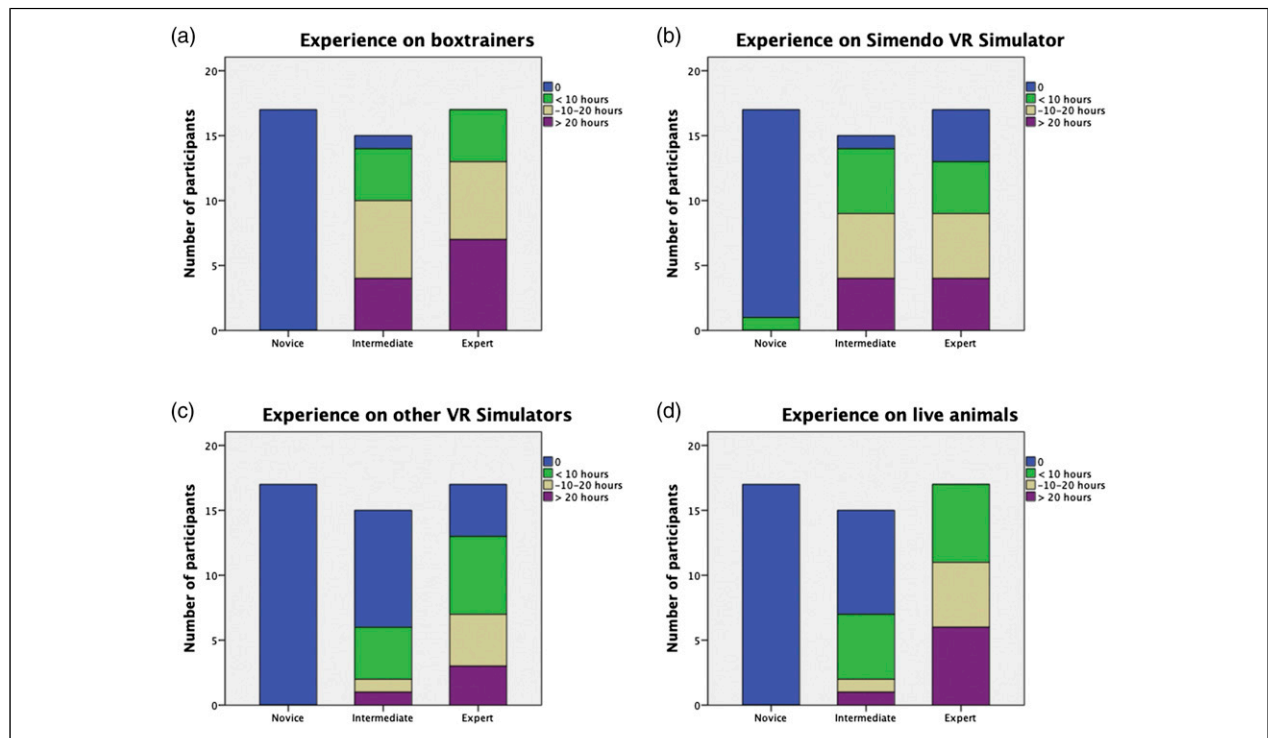 (a)
Experience on boxtrainers
Number of participants
20
15
10
5
0
Novice
Intermediate
Expert
0
< 10 hours
-10-20 hours
> 20 hours
(b)
Experience on Simendo VR Simulator
Number of participants
20
15
10
5
0
Novice
Intermediate
Expert
0
< 10 hours
-10-20 hours
> 20 hours
(c)
Experience on other VR Simulators
Number of participants
20
15
10
5
0
Novice
Intermediate
Expert
0
< 10 hours
-10-20 hours
> 20 hours
(d)
Experience on live animals
Number of participants
20
15
10
5
0
Novice
Intermediate
Expert
0
< 10 hours
-10-20 hours
> 20 hours